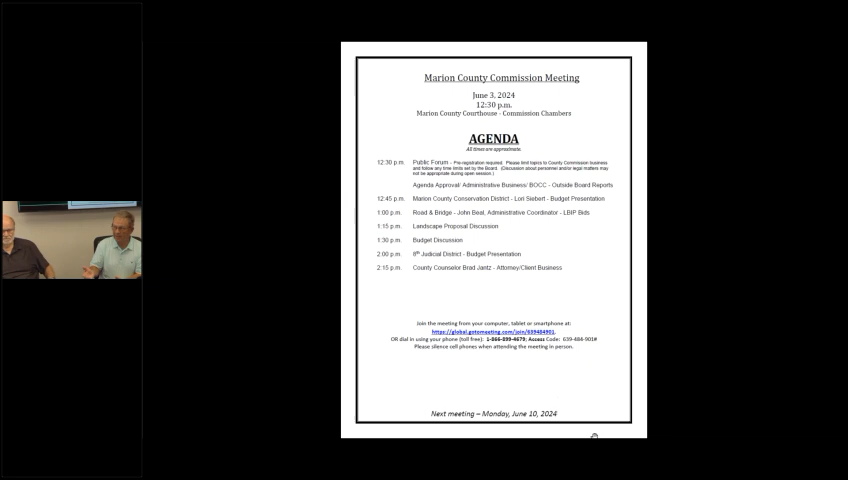 Marion County Commission Meeting
June 3, 2024
12:30 p.m.
Marion County Courthouse - Commission Chambers
AGENDA
All times are approximate.
12:30 p.m. Public Forum - Pre-registration required. Please limit topics to County Commission business
and follow any time limits set by the Board. (Discussion about personnel and/or legal matters may
not be appropriate during open session.)
Agenda Approval/ Administrative Business/ BOCC - Outside Board Reports
12:45 p.m. Marion County Conservation District - Lori Siebert - Budget Presentation
1:00 p.m. Road & Bridge - John Beal, Administrative Coordinator - LBIP Bids
1:15 p.m. Landscape Proposal Discussion
1:30 p.m. Budget Discussion
2:00 p.m. 8th Judicial District - Budget Presentation
2:15 p.m. County Counselor Brad Jantz - Attorney/Client Business
Join the meeting from your computer, tablet or smartphone at:
https://global.gotomeeting.com/join/639484901.
OR dial in using your phone (toll free): 1-866-899-4679; Access Code: 639-484-901#
Please silence cell phones when attending the meeting in person.
Next meeting – Monday, June 10, 2024